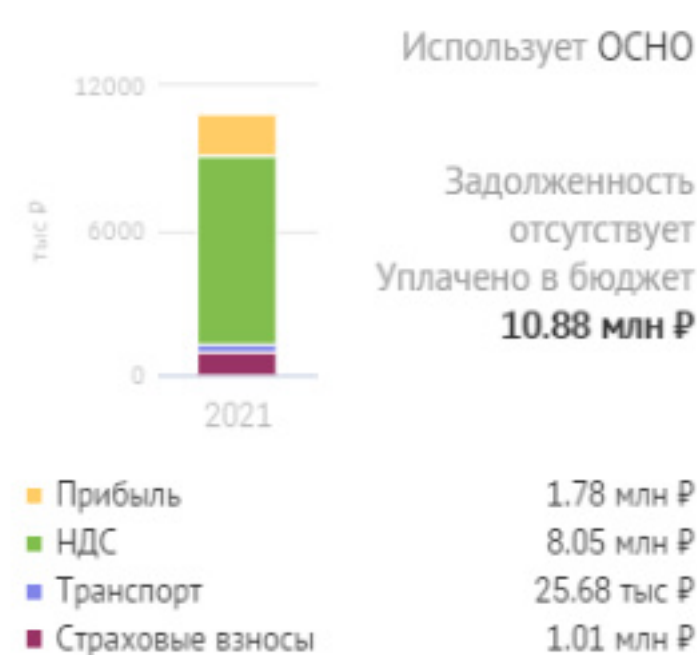 Использует ОСНО
12000
тыс ₽
6000
0
2021
Задолженность
отсутствует
Уплачено в бюджет
10.88 млн ₽
Прибыль 1.78 млн ₽
НДС 8.05 млн ₽
Транспорт 25.68 тыс ₽
Страховые взносы 1.01 млн ₽